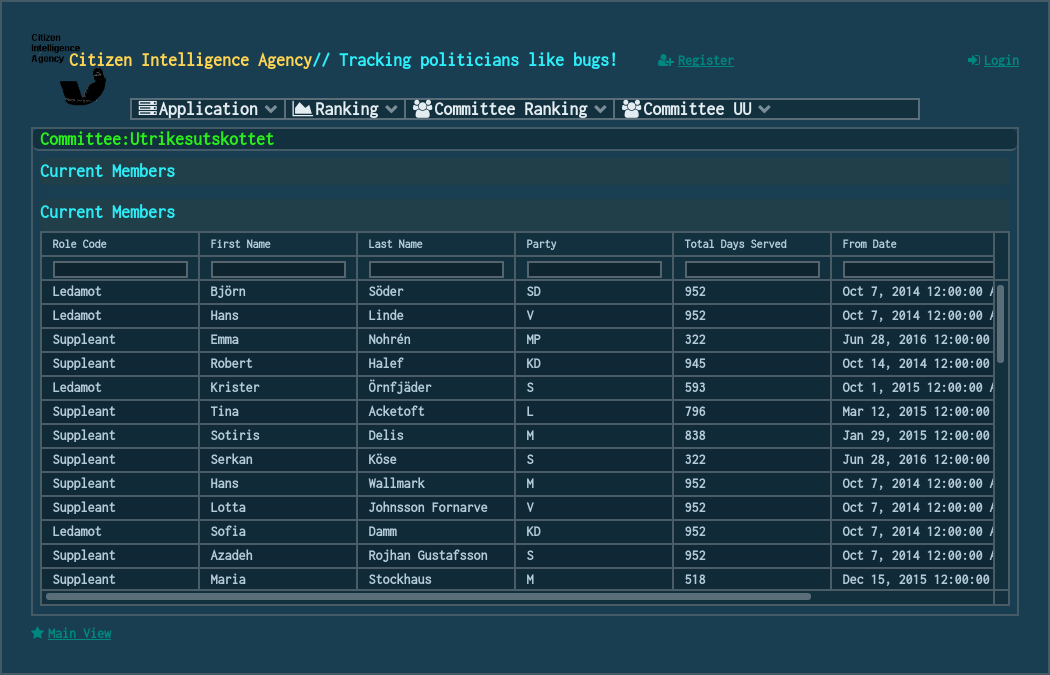 Citizen
Intelligence
Agency
Citizen Intelligence Agency// Tracking politicians like bugs!
Register
Login
Application Ranking Committee Ranking Committee UU
Committee:Utrikesutskottet
Current Members
Current Members
Role Code First Name Last Name Party Total Days Served From Date
Ledamot Björn Söder SD 952 Oct 7, 2014 12:00:00 A
Ledamot Hans Linde V 952 Oct 7, 2014 12:00:00 A
Suppleant Emma Nohrén MP 322 Jun 28, 2016 12:00:00
Suppleant Robert Halef KD 945 Oct 14, 2014 12:00:00
Ledamot Krister Örnfjäder S 593 Oct 1, 2015 12:00:00 A
Suppleant Tina Acketoft L 796 Mar 12, 2015 12:00:00
Suppleant Sotiris Delis M 838 Jan 29, 2015 12:00:00
Suppleant Serkan Köse S 322 Jun 28, 2016 12:00:00
Suppleant Hans Wallmark M 952 Oct 7, 2014 12:00:00 A
Suppleant Lotta Johnsson Fornarve V 952 Oct 7, 2014 12:00:00 A
Ledamot Sofia Damm KD 952 Oct 7, 2014 12:00:00 A
Suppleant Azadeh Rojhan Gustafsson S 952 Oct 7, 2014 12:00:00 A
Suppleant Maria Stockhaus M 518 Dec 15, 2015 12:00:00
Main View